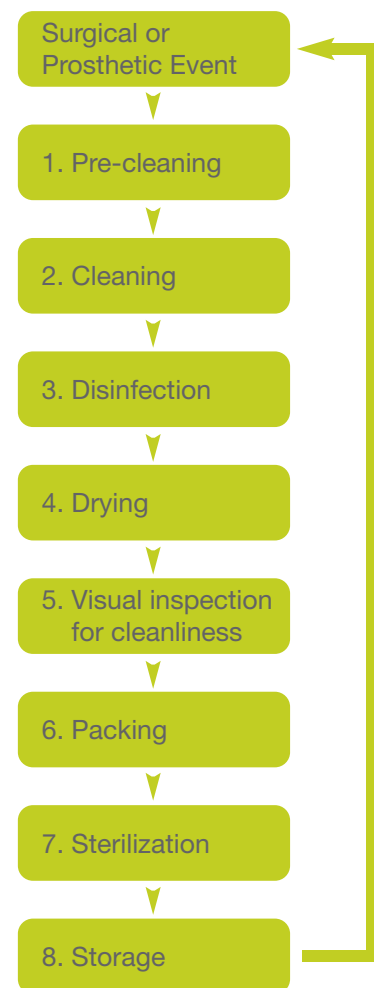 Surgical or
Prosthetic Event
1. Pre-cleaning
2. Cleaning
3. Disinfection
4. Drying
5. Visual inspection
for cleanliness
6. Packing
7. Sterilization
8. Storage